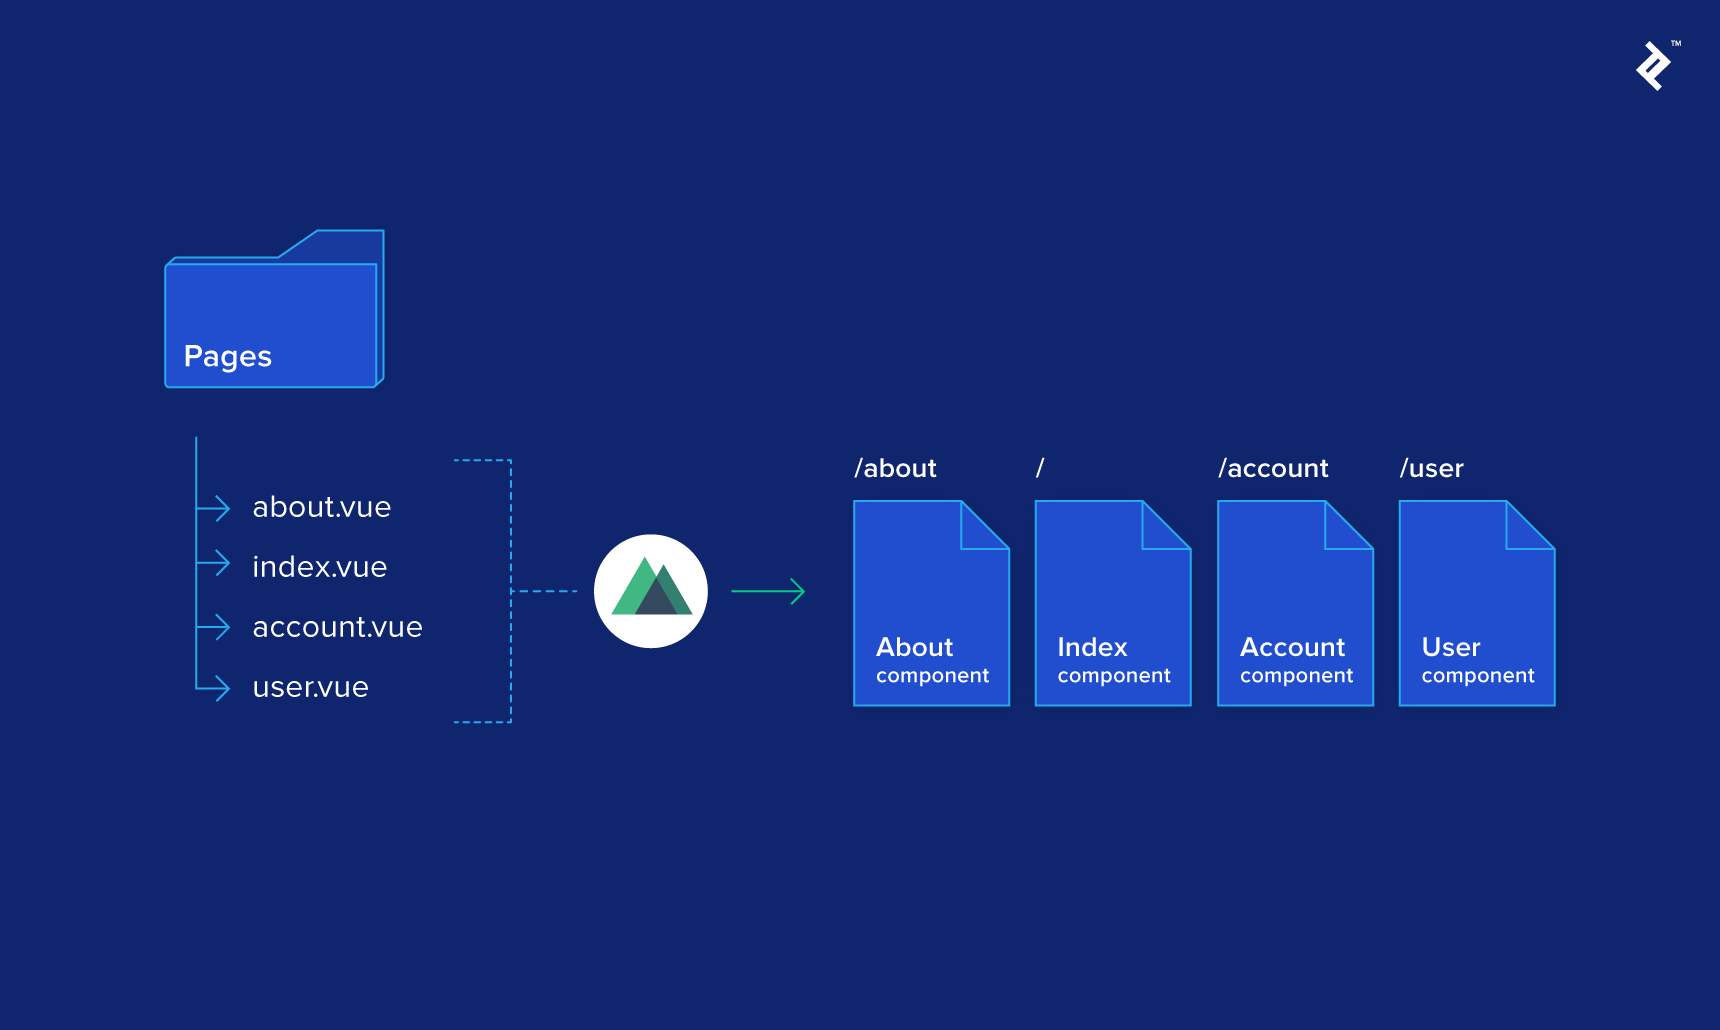 ™
Pages
about.vue
index.vue
account.vue
user.vue
/about
/
/account
/user
About
component
Index
component
Account
component
User
component